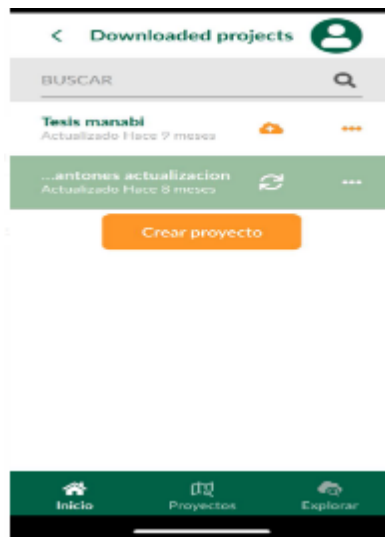 Downloaded projects
BUSCAR
Tesis manabi
Actualizado Hace 9 meses
...antones actualizacion
Actualizado Hace 8 meses
Crear proyecto
Inicio Proyectos Explorar